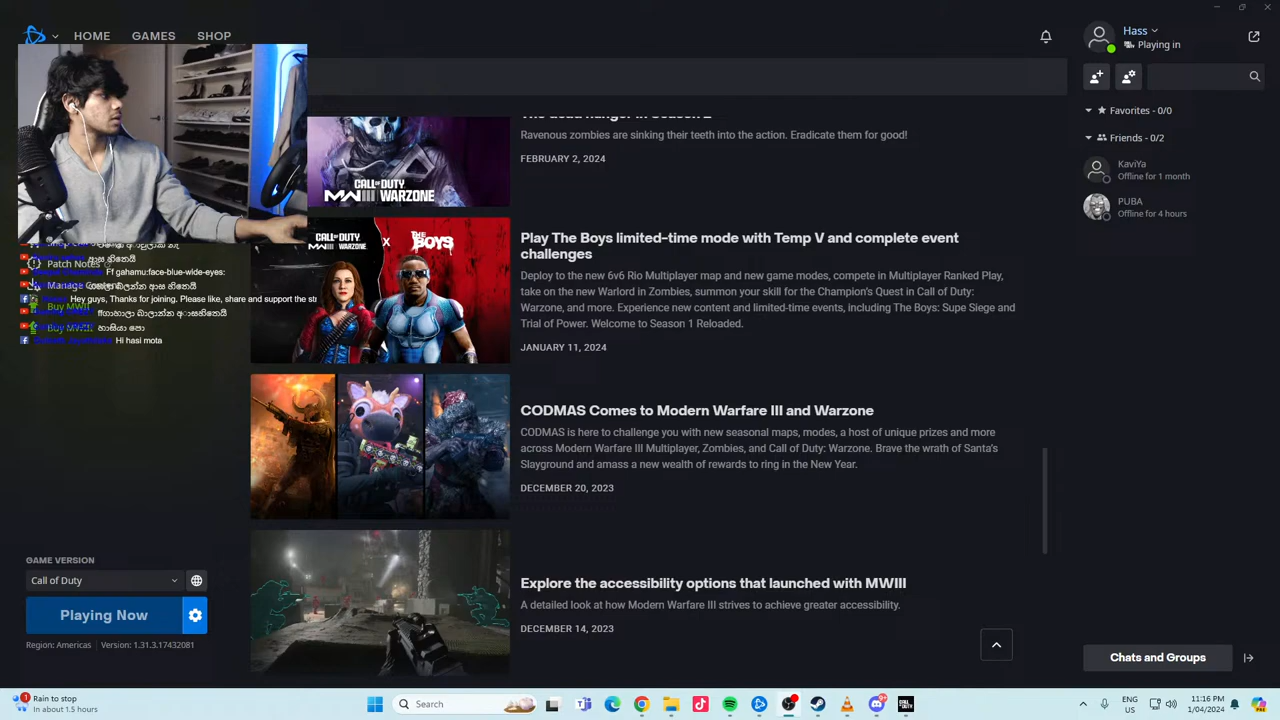 HOME
GAMES
SHOP
Hass
Playing in
Favorites - 0/0
Friends - 0/2
KaviYa
Offline for 1 month
PUBA
Offline for 4 hours
Ravenous zombies are sinking their teeth into the action. Eradicate them for good!
FEBRUARY 2, 2024
CALL OF DUTY
MWIII WARZONE
CALL OF DUTY
MWIII WARZONE
X
THE BOYS
Play The Boys limited-time mode with Temp V and complete event
challenges
Deploy to the new 6v6 Rio Multiplayer map and new game modes, compete in Multiplayer Ranked Play,
take on the new Warlord in Zombies, summon your skill for the Champion's Quest in Call of Duty:
Warzone, and more. Experience new content and limited-time events, including The Boys: Supe Siege and
Trial of Power. Welcome to Season 1 Reloaded.
JANUARY 11, 2024
Patch Notes
Ff gahamu:face-blue-wide-eyes:
Hey guys, Thanks for joining. Please like, share and support the
Buy MWIII
හාසියා පො
Hi hasi mota
CODMAS Comes to Modern Warfare III and Warzone
CODMAS is here to challenge you with new seasonal maps, modes, a host of unique prizes and more
across Modern Warfare III Multiplayer, Zombies, and Call of Duty: Warzone. Brave the wrath of Santa's
Slayground and amass a new wealth of rewards to ring in the New Year.
DECEMBER 20, 2023
Explore the accessibility options that launched with MWIII
A detailed look at how Modern Warfare III strives to achieve greater accessibility.
DECEMBER 14, 2023
GAME VERSION
Call of Duty
Playing Now
Region: Americas
Version: 1.31.3.17432081
Chats and Groups
1
Rain to stop
In about 1.5 hours
Search
9+
ENG
US
11:16 PM
1/04/2024